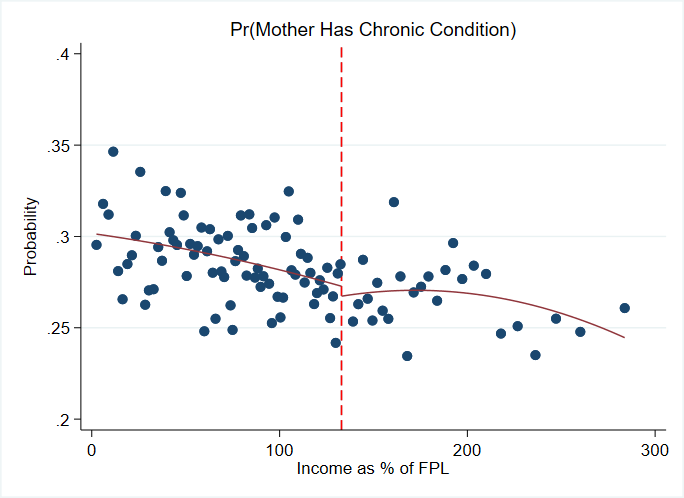 Pr(Mother Has Chronic Condition)
.4
.35
.3
.25
.2
Probability
0 100 200 300
Income as % of FPL